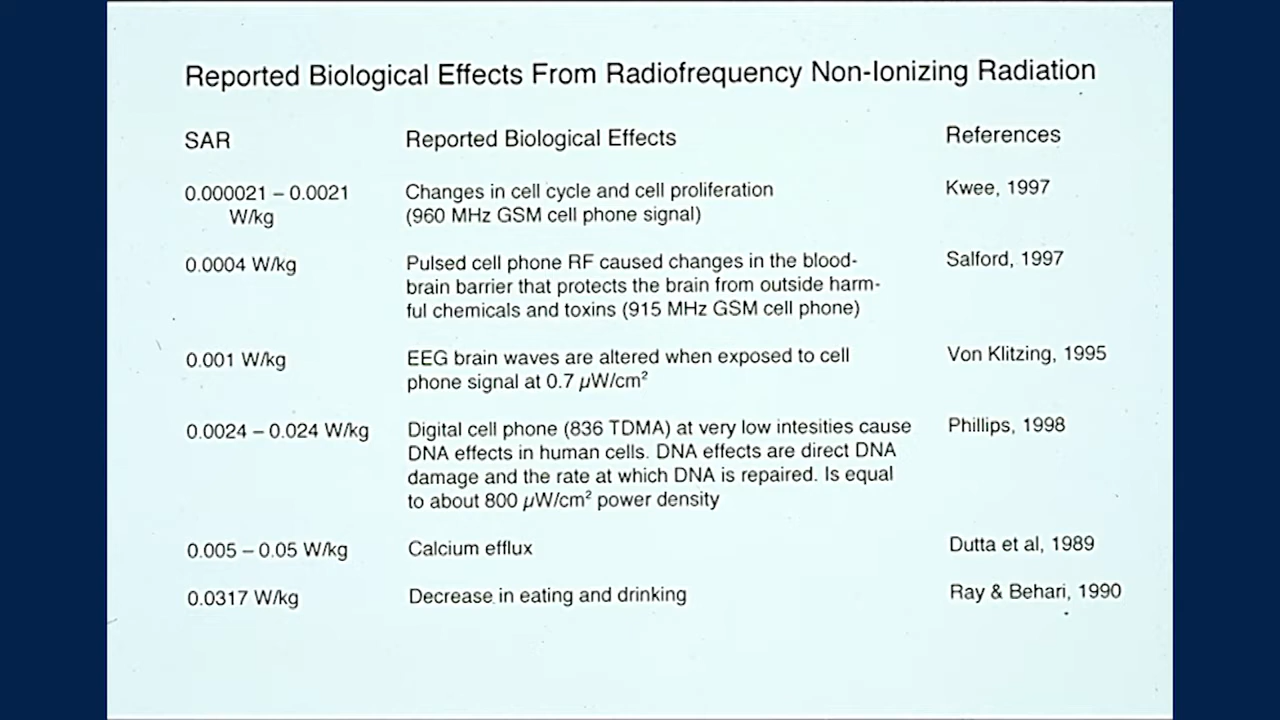 Reported Biological Effects From Radiofrequency Non-Ionizing Radiation
SAR Reported Biological Effects References
0.000021 – 0.0021 Changes in cell cycle and cell proliferation Kwee, 1997
W/kg (960 MHz GSM cell phone signal)
0.0004 W/kg Pulsed cell phone RF caused changes in the blood- Salford, 1997
brain barrier that protects the brain from outside harm-
ful chemicals and toxins (915 MHz GSM cell phone)
0.001 W/kg EEG brain waves are altered when exposed to cell Von Klitzing, 1995
phone signal at 0.7 µW/cm²
0.0024 – 0.024 W/kg Digital cell phone (836 TDMA) at very low intesities cause Phillips, 1998
DNA effects in human cells. DNA effects are direct DNA
damage and the rate at which DNA is repaired. Is equal
to about 800 µW/cm² power density
0.005 – 0.05 W/kg Calcium efflux Dutta et al, 1989
0.0317 W/kg Decrease in eating and drinking Ray & Behari, 1990